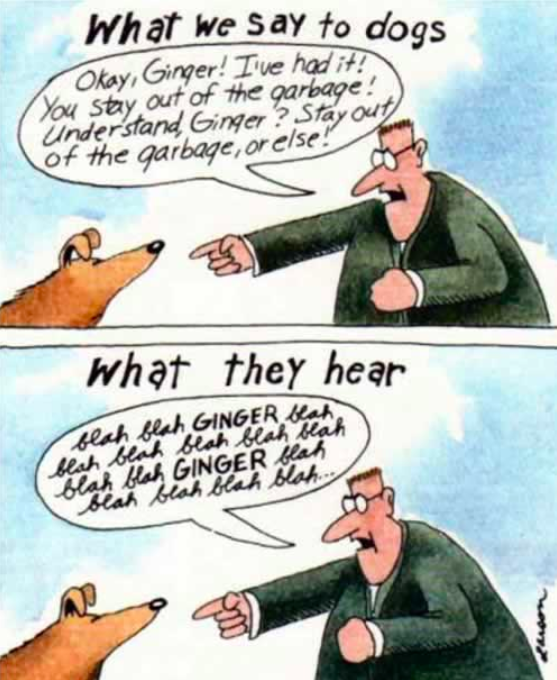 What we say to dogs
Okay, Ginger! I've had it!
You stay out of the garbage!
Understand, Ginger? Stay out
of the garbage, or else!
What they hear
blah blah GINGER blah
blah blah blah blah blah
blah blah GINGER blah
blah blah blah blah...
Larson